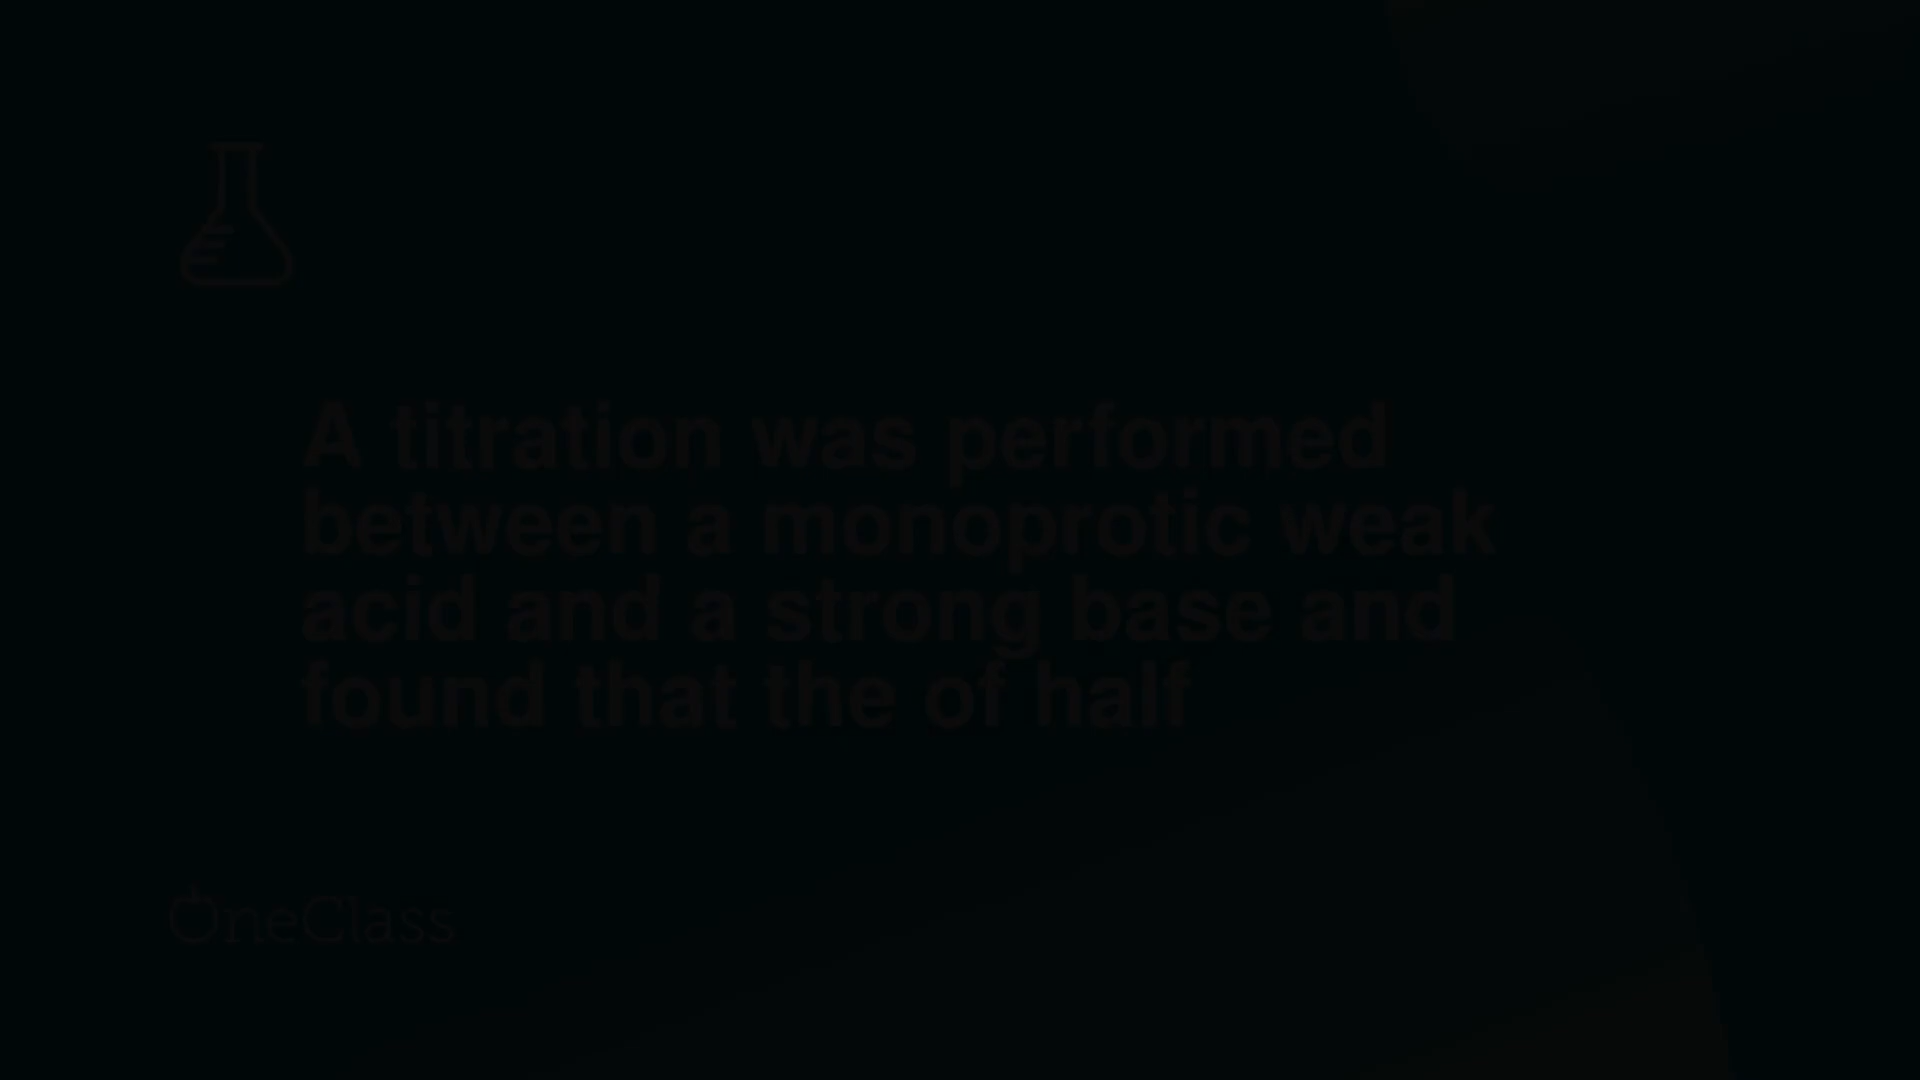 A titration was performed
between a monoprotic weak
acid and a strong base and
found that the of half
OneClass